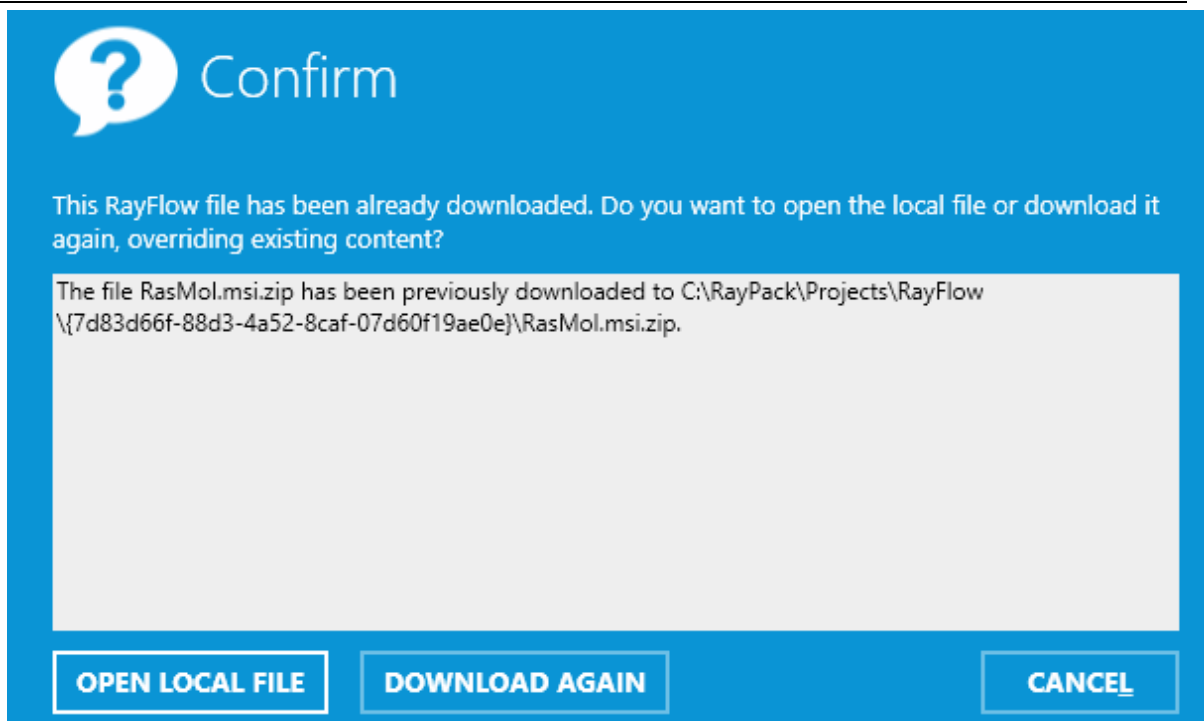 ?
Confirm
This RayFlow file has been already downloaded. Do you want to open the local file or download it
again, overriding existing content?
The file RasMol.msi.zip has been previously downloaded to C:\RayPack\Projects\RayFlow
\{7d83d66f-88d3-4a52-8caf-07d60f19ae0e}\RasMol.msi.zip.
OPEN LOCAL FILE
DOWNLOAD AGAIN
CANCEL